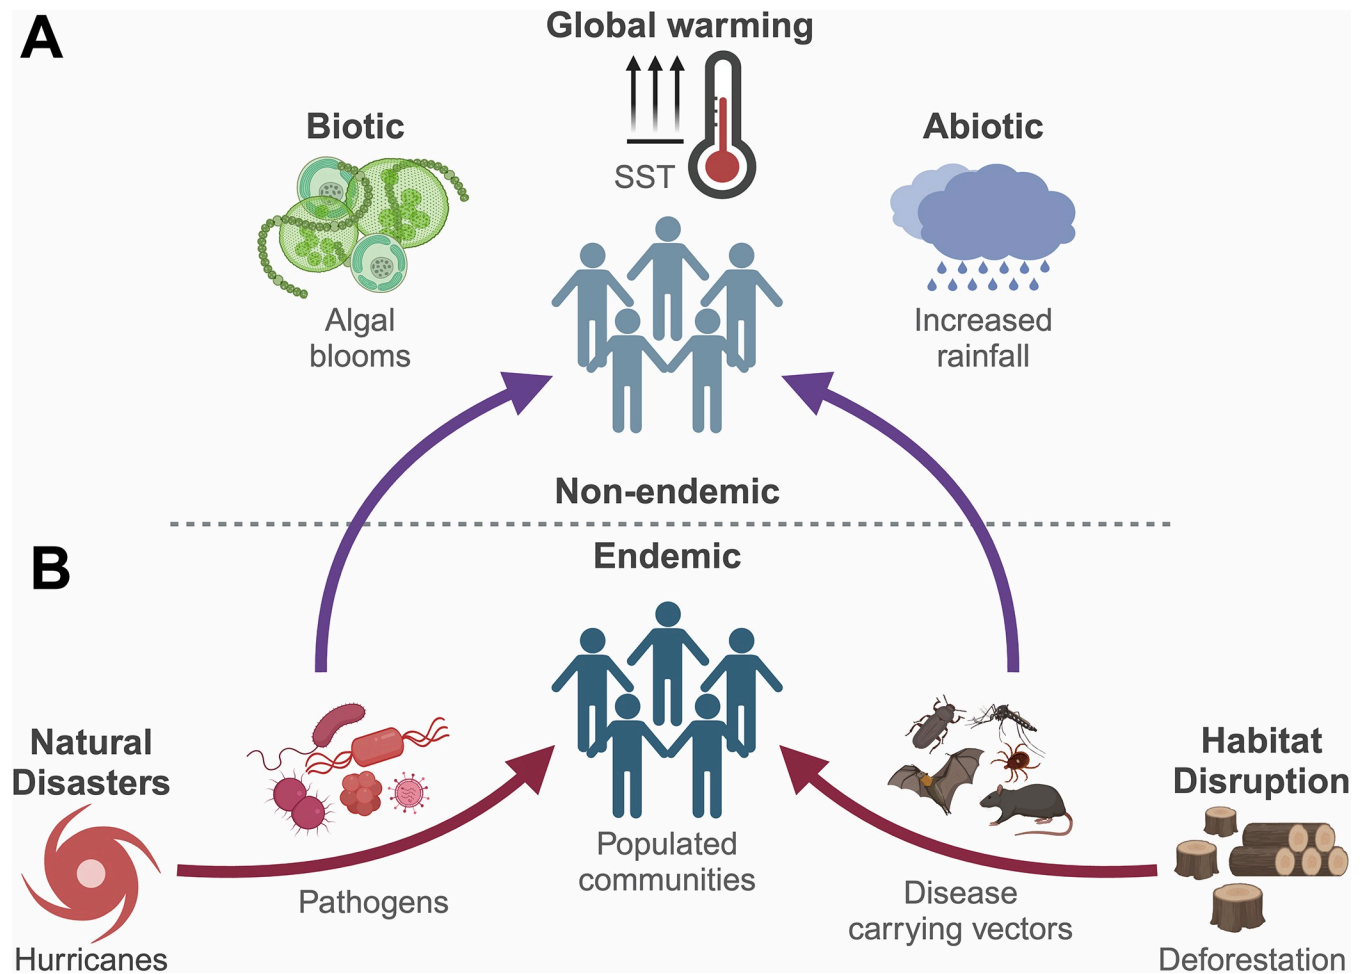 A
Global warming
Biotic
Abiotic
SST
Algal
blooms
Increased
rainfall
Non-endemic
Endemic
B
Natural
Disasters
Habitat
Disruption
Populated
communities
Pathogens
Disease
carrying vectors
Hurricanes
Deforestation